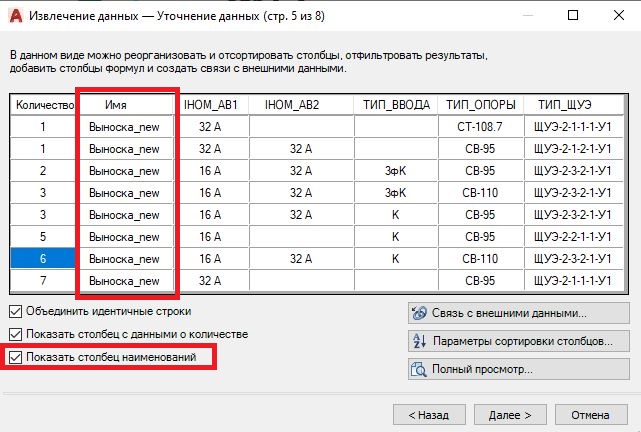 A Извлечение данных — Уточнение данных (стр. 5 из 8)
В данном виде можно реорганизовать и отсортировать столбцы, отфильтровать результаты,
добавить столбцы формул и создать связи с внешними данными.
Количество Имя IНОМ_АВ1 IНОМ_АВ2 ТИП_ВВОДА ТИП_ОПОРЫ ТИП_ЩУЭ
1 Выноска_new 32 А СТ-108.7 ЩУЭ-2-1-1-1-У1
1 Выноска_new 32 А 32 А СВ-95 ЩУЭ-2-3-2-1-У1
2 Выноска_new 16 А 32 А 3фК СВ-95 ЩУЭ-2-3-2-1-У1
3 Выноска_new 16 А 32 А 3фК СВ-110 ЩУЭ-2-3-2-1-У1
3 Выноска_new 16 А 32 А К СВ-95 ЩУЭ-2-3-2-1-У1
5 Выноска_new 16 А К СВ-95 ЩУЭ-2-2-1-1-У1
6 Выноска_new 16 А 32 А К СВ-110 ЩУЭ-2-3-2-1-У1
7 Выноска_new 32 А СВ-95 ЩУЭ-2-1-1-1-У1
Объединить идентичные строки
Показать столбец с данными о количестве
Показать столбец наименований
Связь с внешними данными...
Параметры сортировки столбцов...
Полный просмотр...
< Назад Далее > Отмена